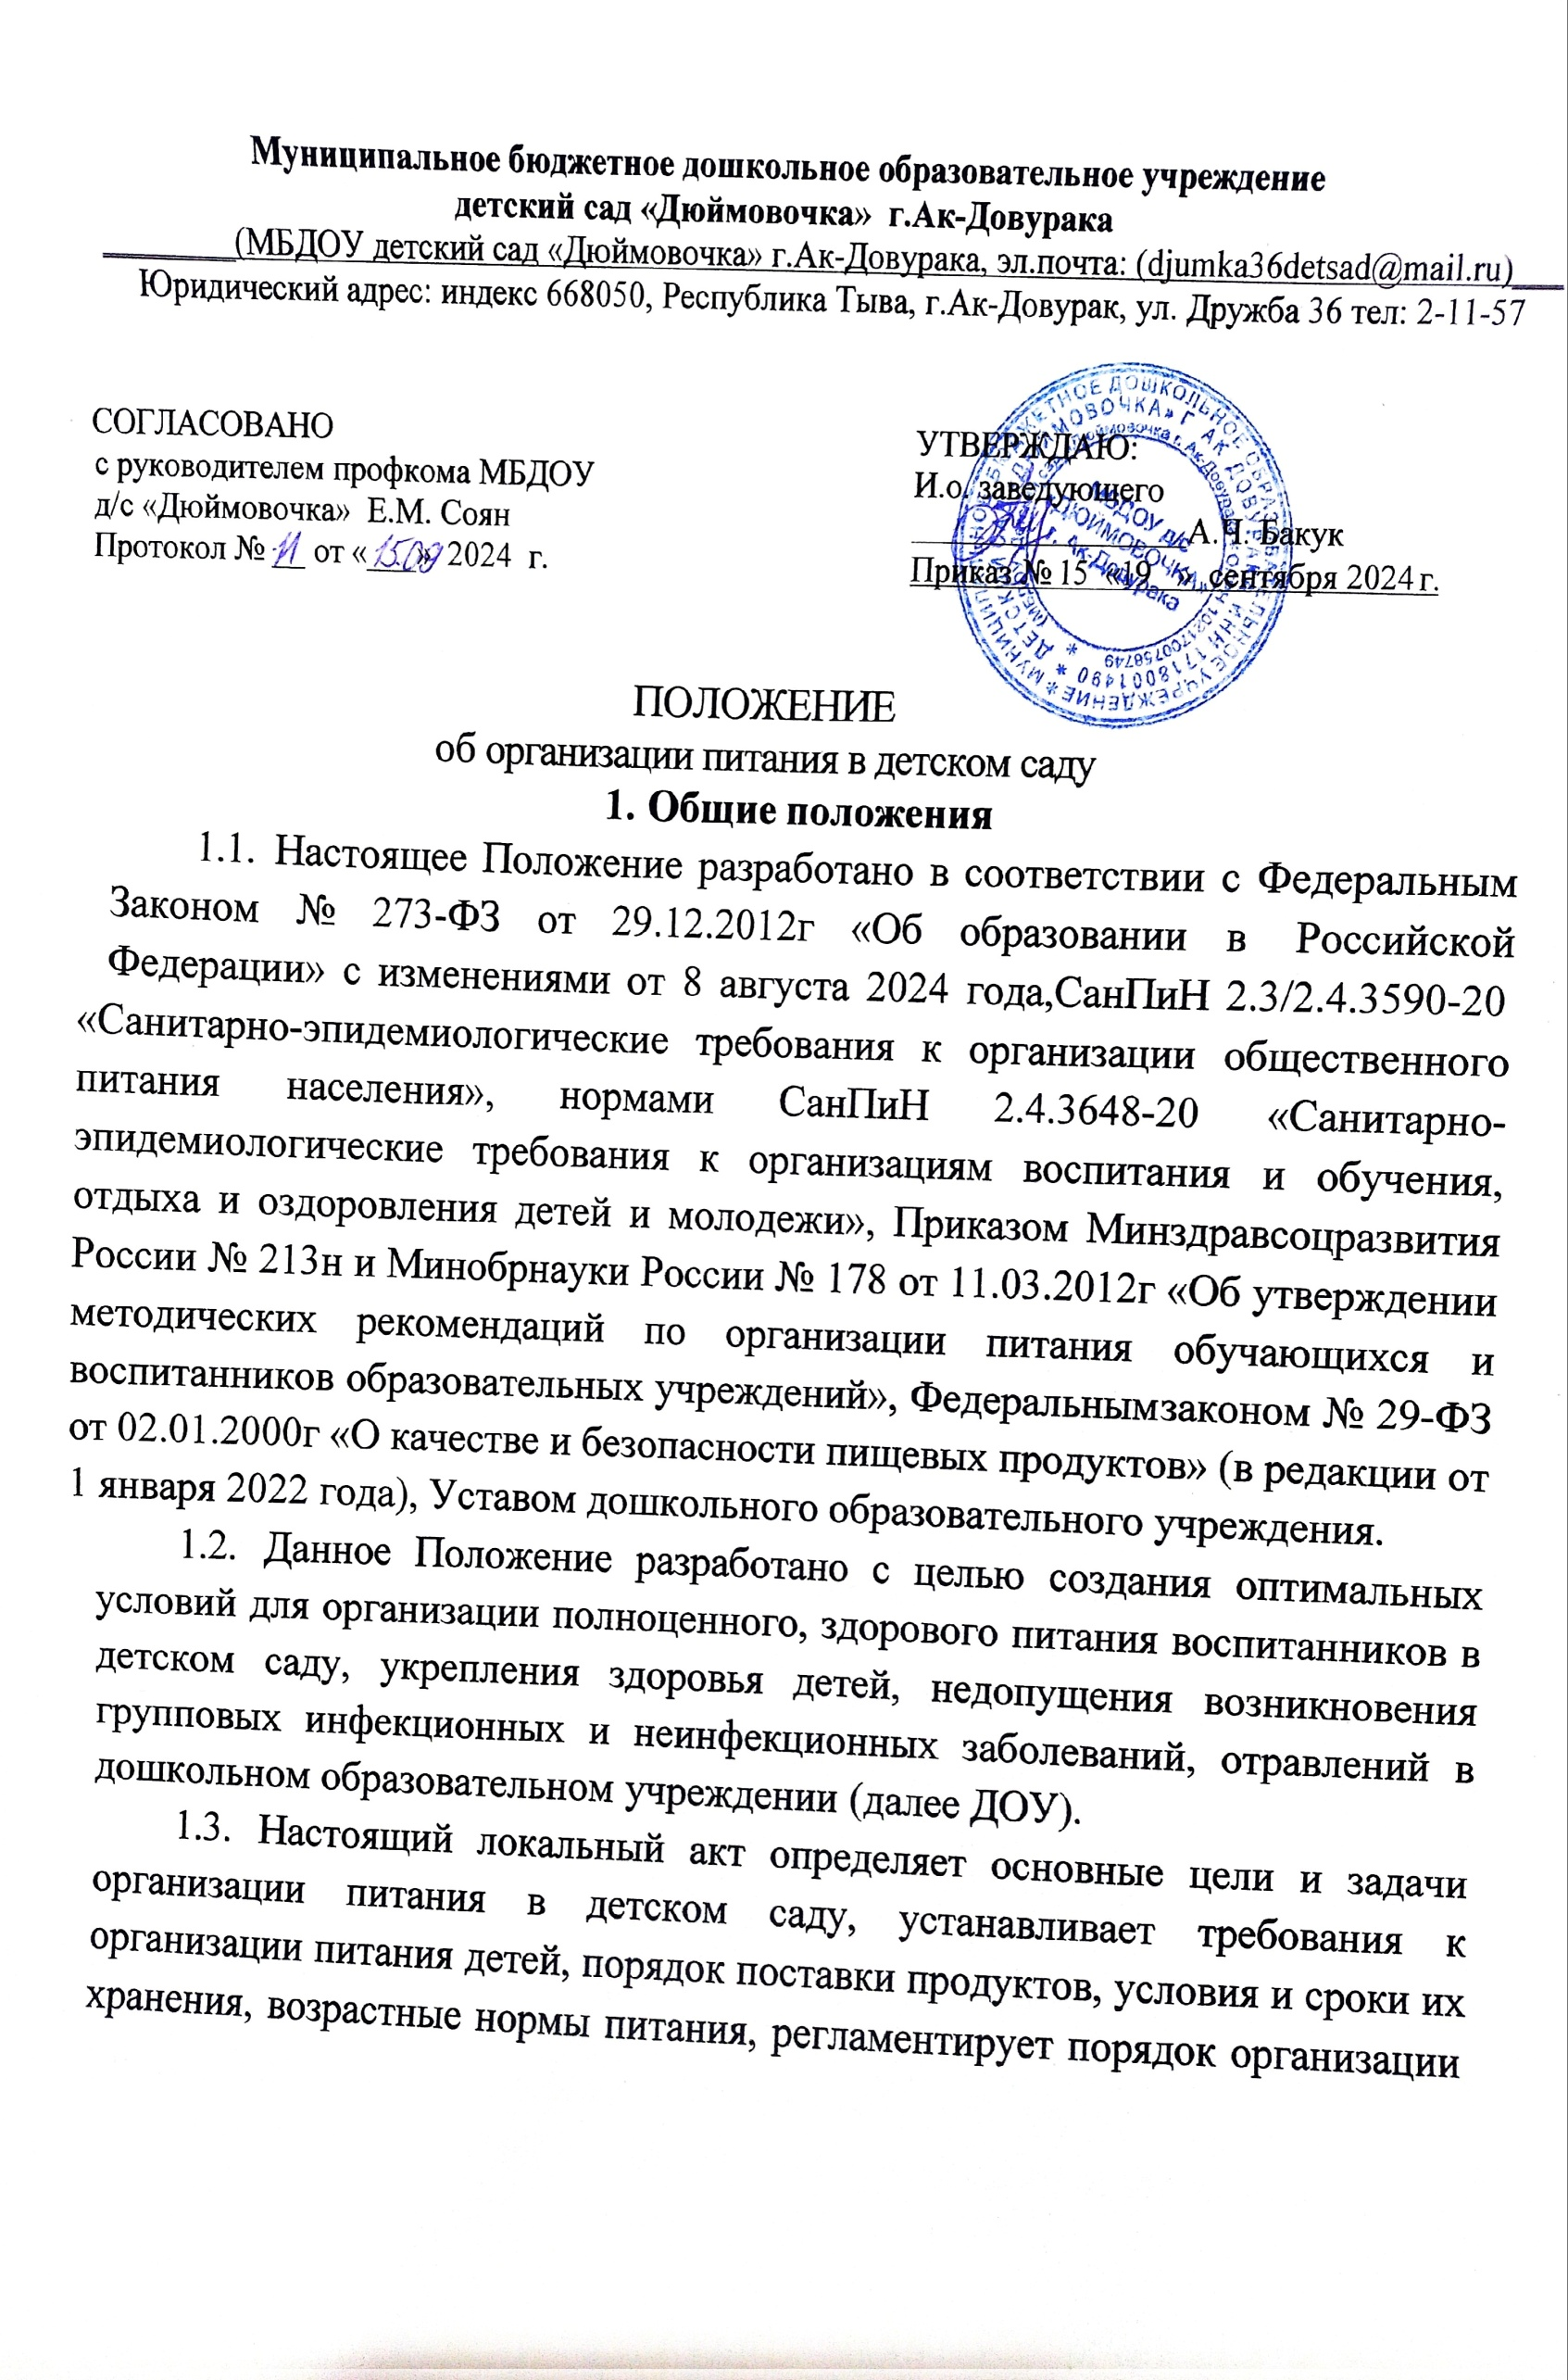 Муниципальное бюджетное дошкольное образовательное учреждение
детский сад «Дюймовочка» г.Ак-Довурака
(МБДОУ детский сад «Дюймовочка» г.Ак-Довурака, эл.почта: (djumka36detsad@mail.ru)
Юридический адрес: индекс 668050, Республика Тыва, г.Ак-Довурак, ул. Дружба 36 тел: 2-11-57
СОГЛАСОВАНО
с руководителем профкома МБДОУ
д/с «Дюймовочка» Е.М. Соян
Протокол № 11 от «15.09» 2024 г.
УТВЕРЖДАЮ:
И.о. заведующего
А.Ч. Бакук
Приказ № 15 «19 » сентября 2024 г.
МБДОУ д/с
«ДЮЙМОВОЧКА»
г. Ак-Довурака
ПОЛОЖЕНИЕ
об организации питания в детском саду
1. Общие положения
1.1. Настоящее Положение разработано в соответствии с Федеральным
Законом № 273-ФЗ от 29.12.2012г «Об образовании в Российской
Федерации» с изменениями от 8 августа 2024 года,СанПиН 2.3/2.4.3590-20
«Санитарно-эпидемиологические требования к организации общественного
питания населения», нормами СанПиН 2.4.3648-20 «Санитарно-
эпидемиологические требования к организациям воспитания и обучения,
отдыха и оздоровления детей и молодежи», Приказом Минздравсоцразвития
России № 213н и Минобрнауки России № 178 от 11.03.2012г «Об утверждении
методических рекомендаций по организации питания обучающихся и
воспитанников образовательных учреждений», Федеральнымзаконом № 29-ФЗ
от 02.01.2000г «О качестве и безопасности пищевых продуктов» (в редакции от
1 января 2022 года), Уставом дошкольного образовательного учреждения.
1.2. Данное Положение разработано с целью создания оптимальных
условий для организации полноценного, здорового питания воспитанников в
детском саду, укрепления здоровья детей, недопущения возникновения
групповых инфекционных и неинфекционных заболеваний, отравлений в
дошкольном образовательном учреждении (далее ДОУ).
1.3. Настоящий локальный акт определяет основные цели и задачи
организации питания в детском саду, устанавливает требования к
организации питания детей, порядок поставки продуктов, условия и сроки их
хранения, возрастные нормы питания, регламентирует порядок организации